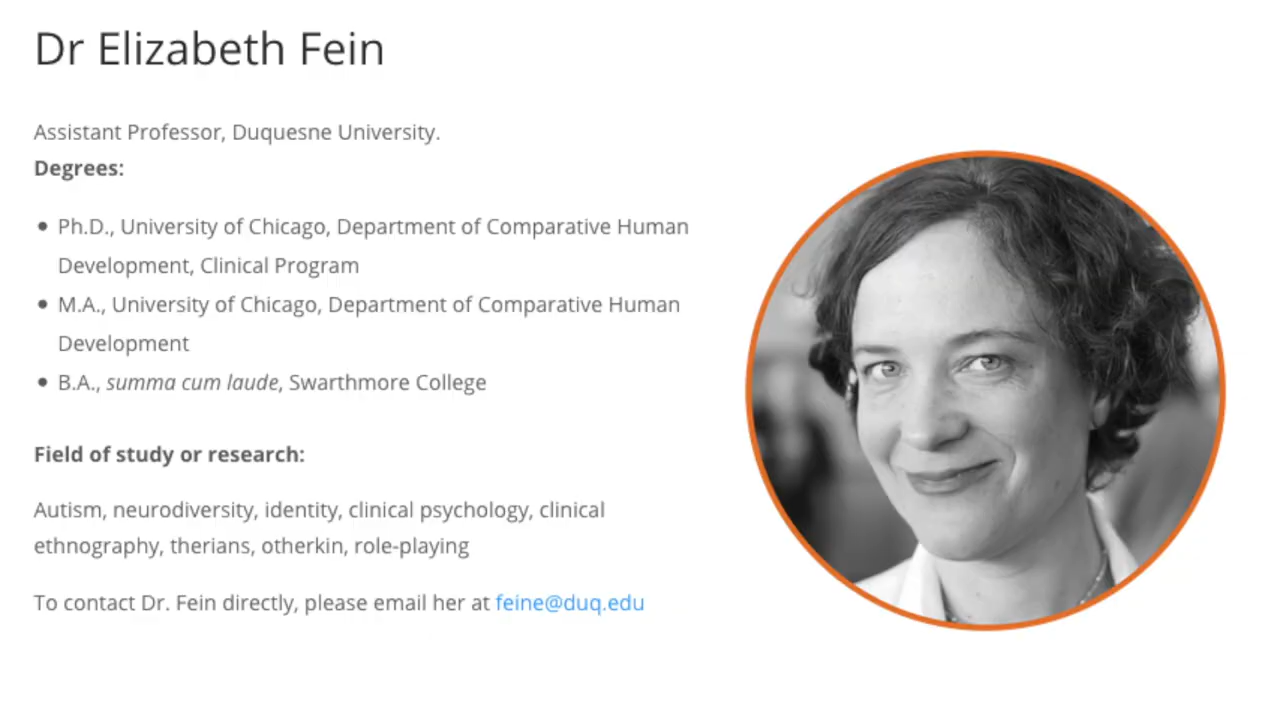 Dr Elizabeth Fein
Assistant Professor, Duquesne University.
Degrees:
Ph.D., University of Chicago, Department of Comparative Human
Development, Clinical Program
M.A., University of Chicago, Department of Comparative Human
Development
B.A., summa cum laude, Swarthmore College
Field of study or research:
Autism, neurodiversity, identity, clinical psychology, clinical
ethnography, therians, otherkin, role-playing
To contact Dr. Fein directly, please email her at feine@duq.edu